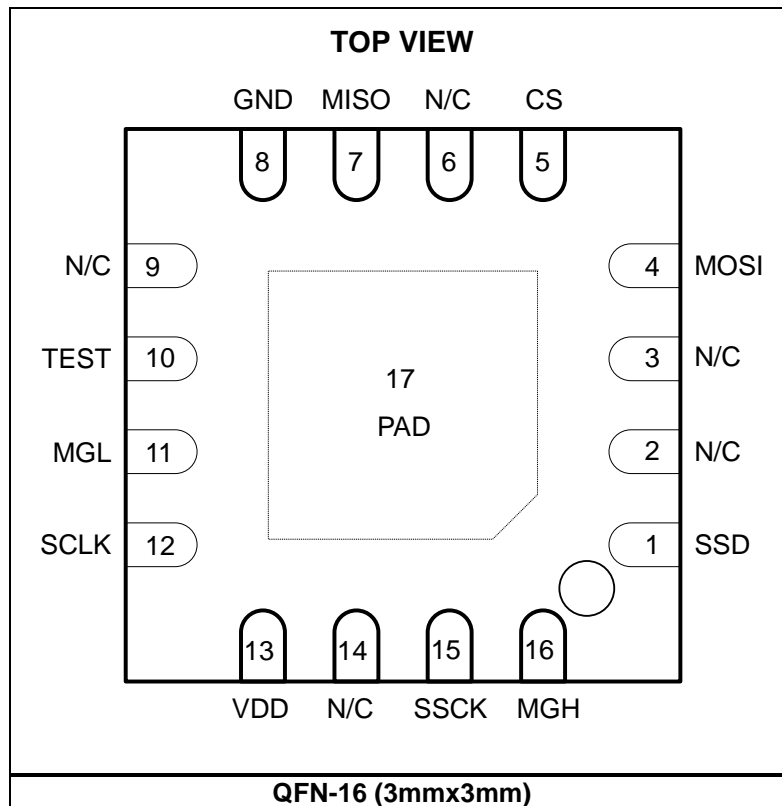 TOP VIEW
GND MISO N/C CS
8 7 6 5
N/C 9 4 MOSI
TEST 10 3 N/C
17
PAD
MGL 11 2 N/C
SCLK 12 1 SSD
13 14 15 16
VDD N/C SSCK MGH
QFN-16 (3mmx3mm)